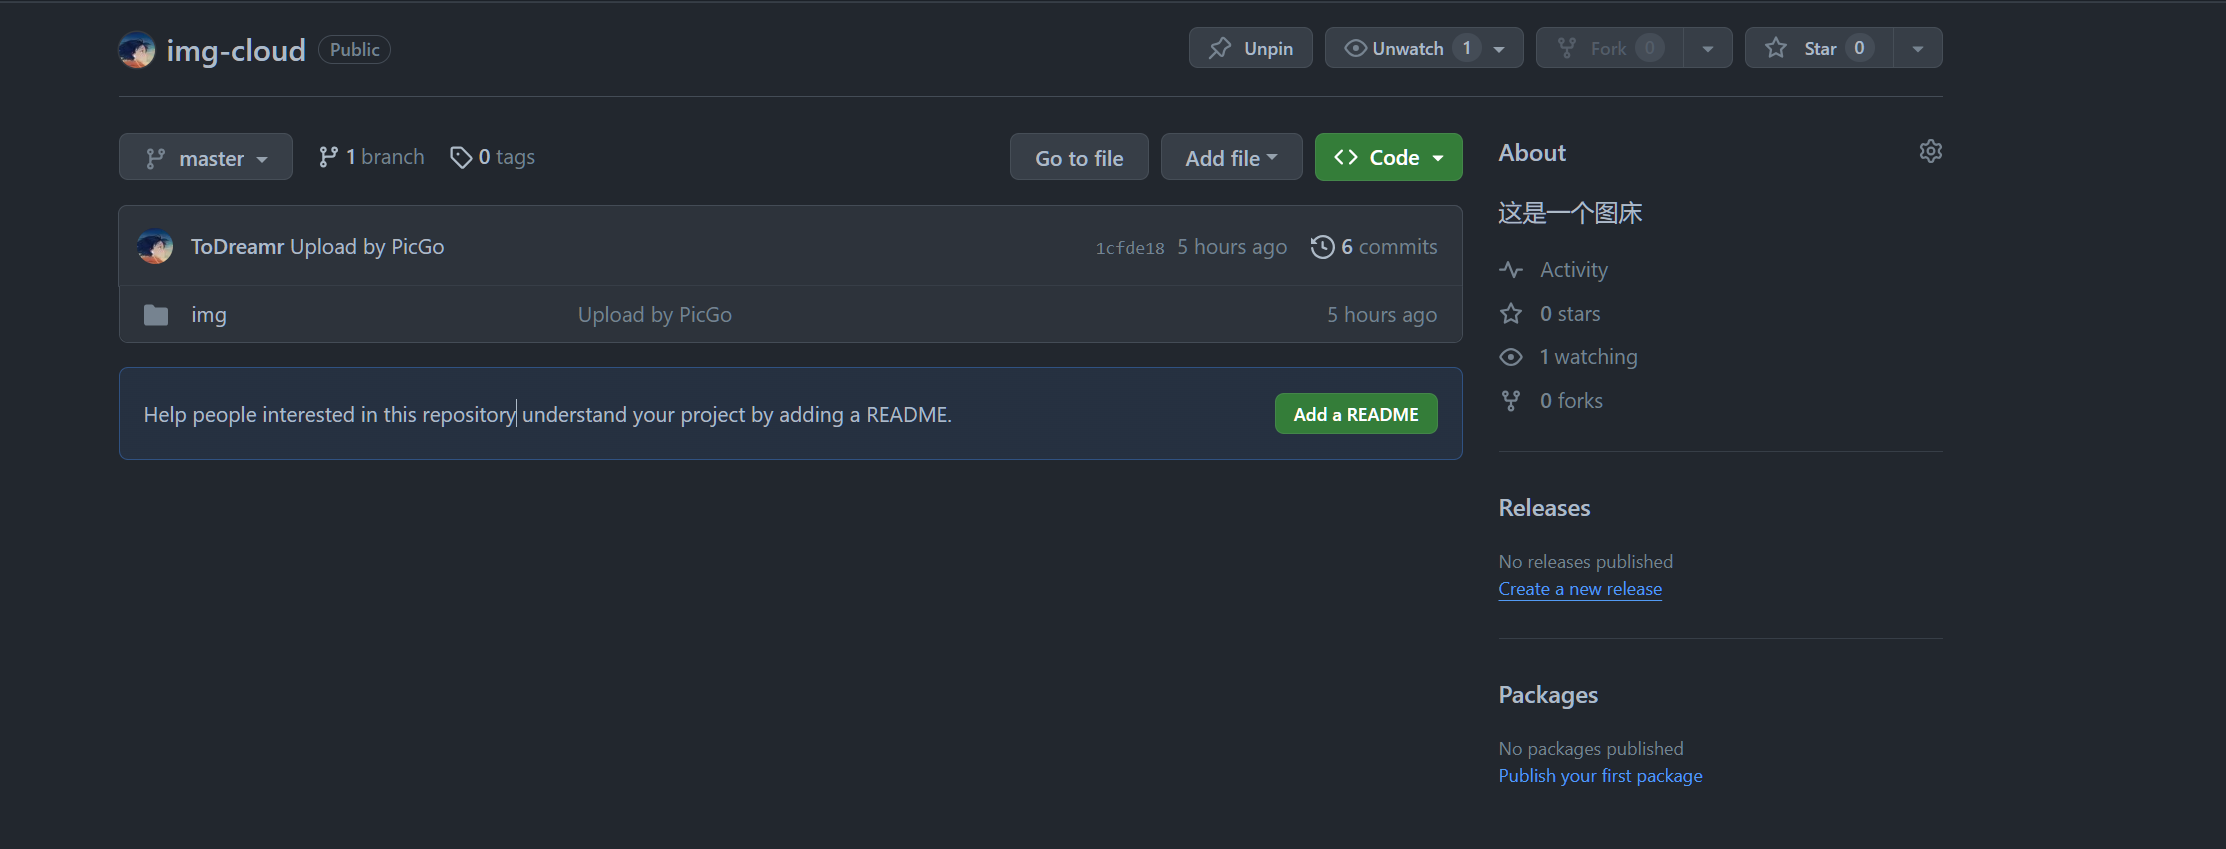 img-cloud Public Unpin Unwatch 1 Fork 0 Star 0
master 1 branch 0 tags Go to file Add file Code
ToDreamr Upload by PicGo 1cfde18 5 hours ago 6 commits
img Upload by PicGo 5 hours ago
Help people interested in this repository understand your project by adding a README. Add a README
About
这是一个图床
Activity
0 stars
1 watching
0 forks
Releases
No releases published
Create a new release
Packages
No packages published
Publish your first package